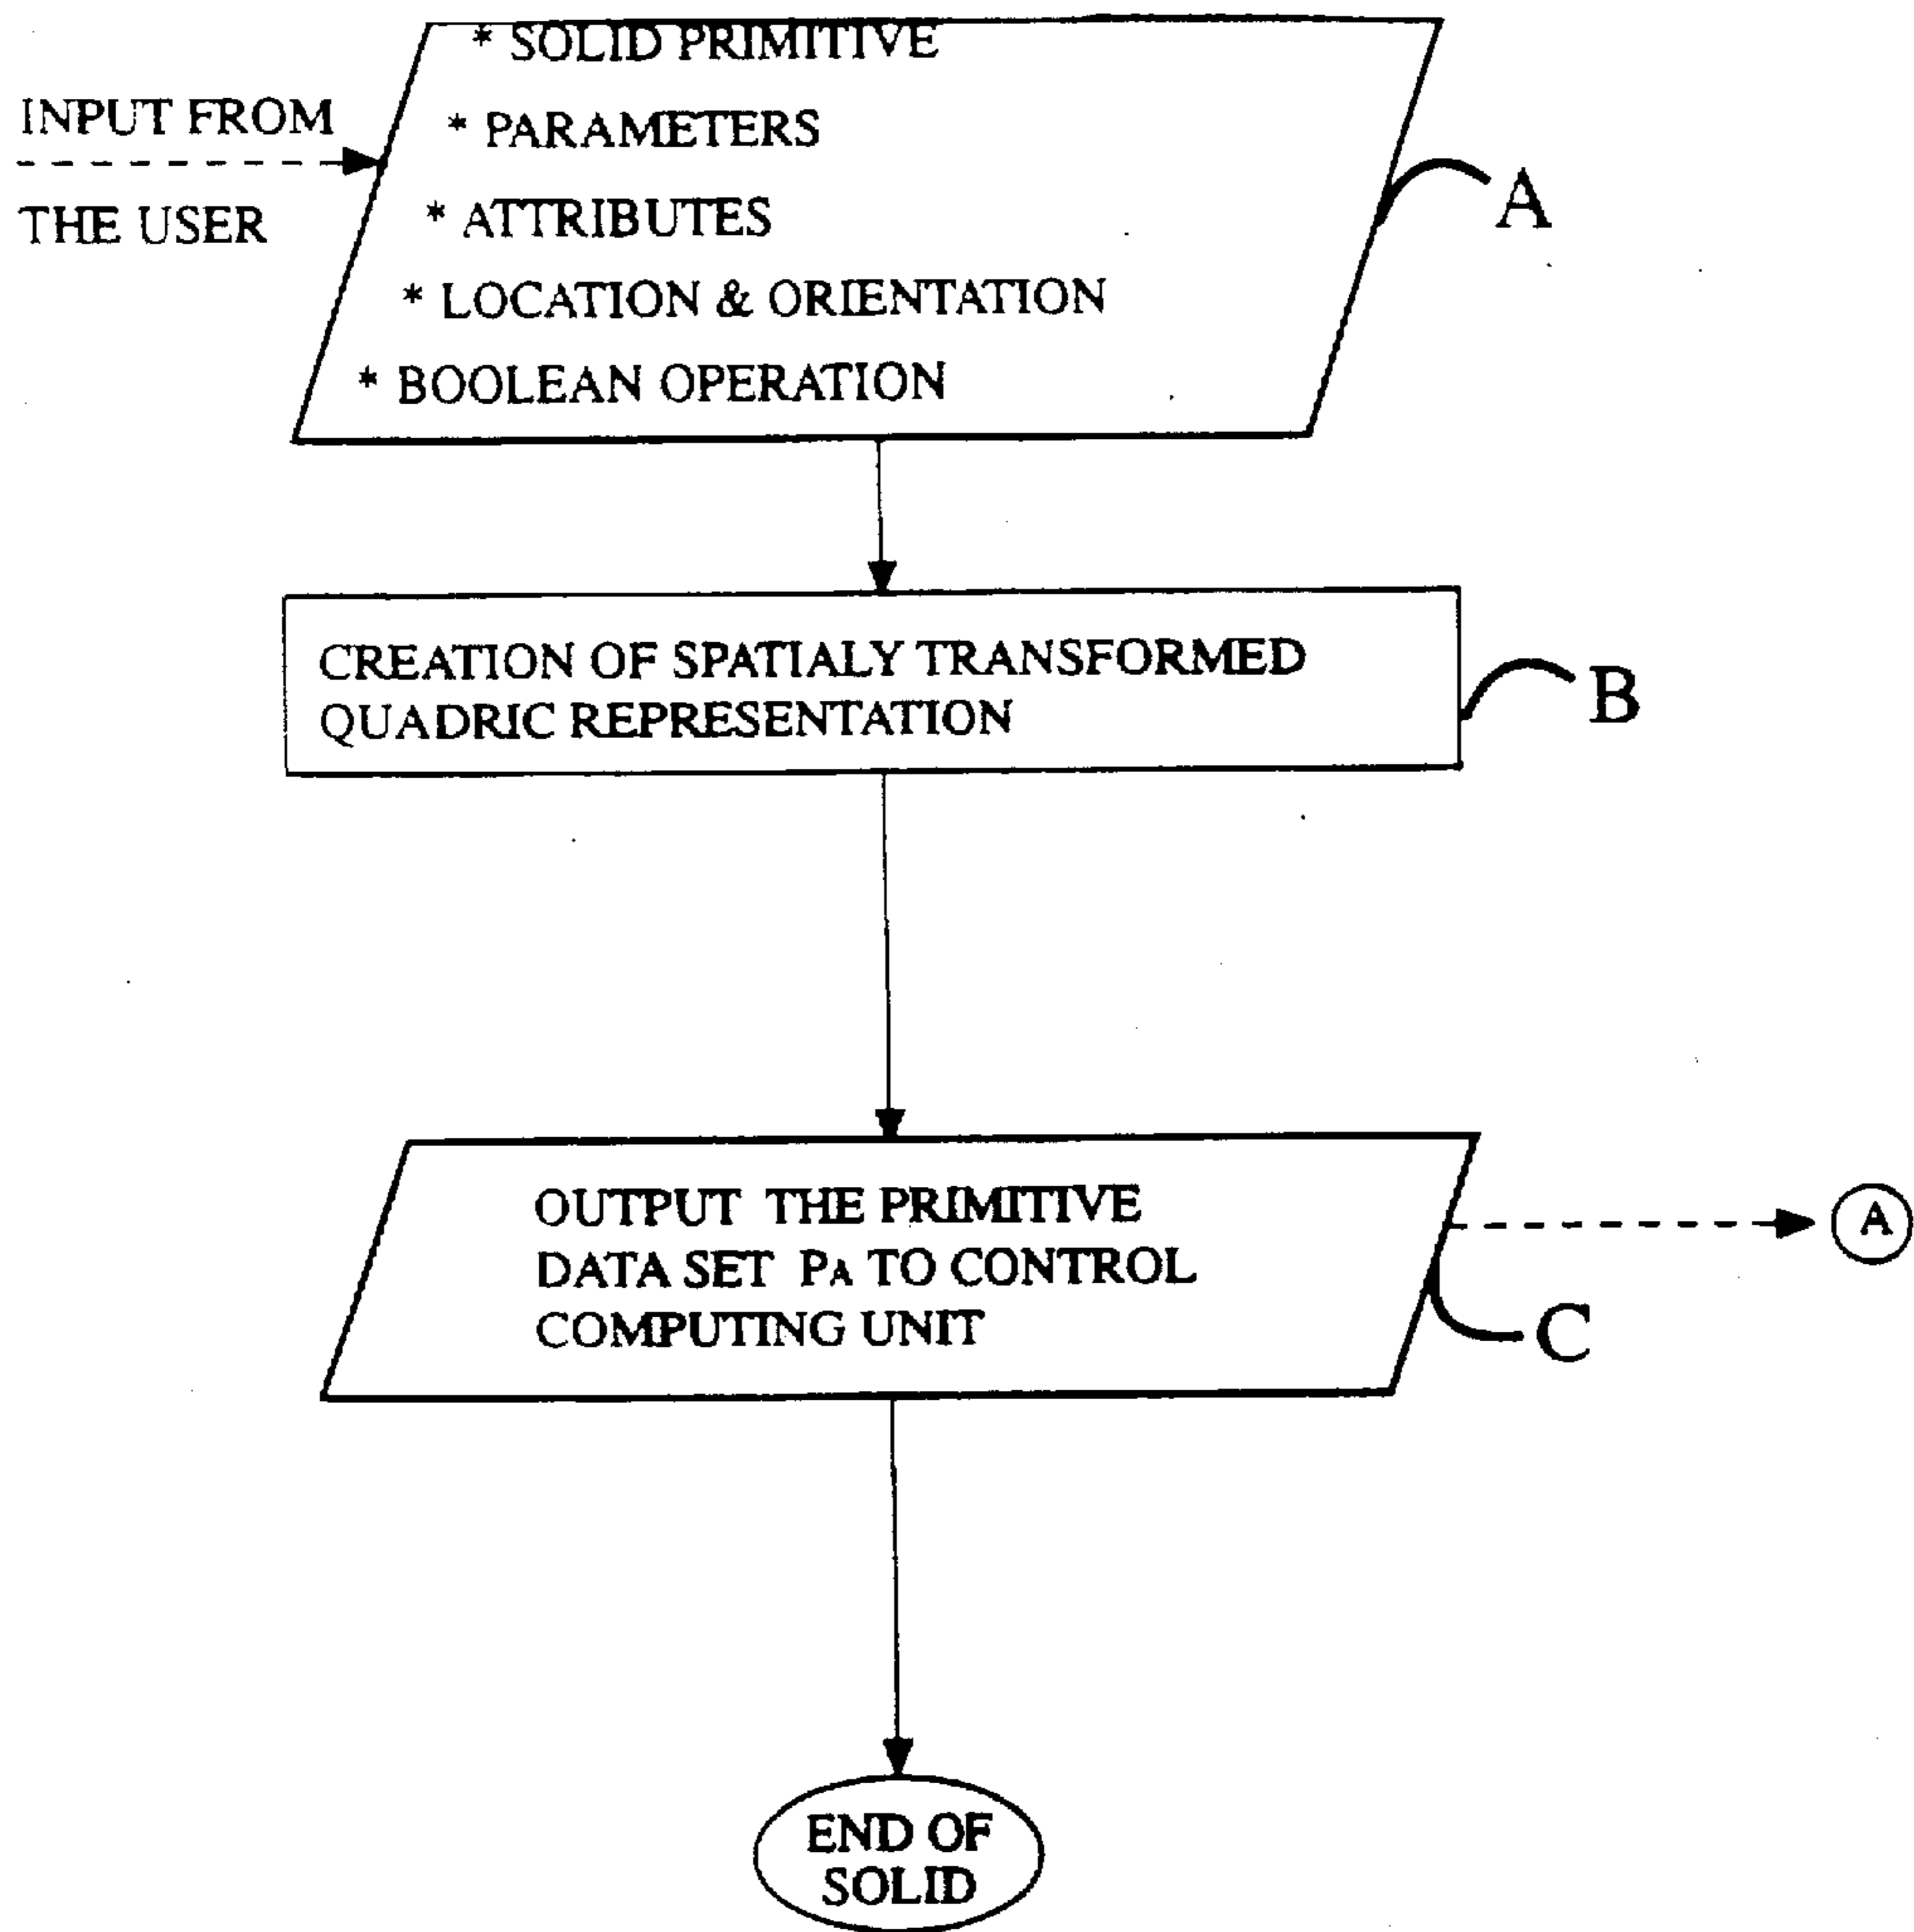 * SOLID PRIMITIVE
INPUT FROM
THE USER
* PARAMETERS
* ATTRIBUTES
* LOCATION & ORIENTATION
* BOOLEAN OPERATION
A
CREATION OF SPATIALY TRANSFORMED
QUADRIC REPRESENTATION
B
OUTPUT THE PRIMITIVE
DATA SET PA TO CONTROL
COMPUTING UNIT
A
C
END OF
SOLID